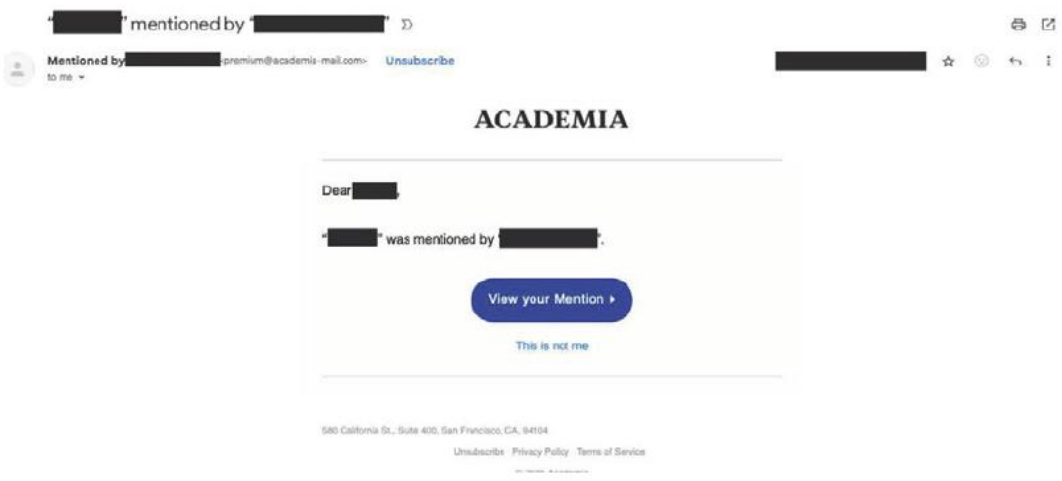 "" mentioned by ""
Mentioned by premium@academia-mail.com> Unsubscribe
to me
ACADEMIA
Dear ,
"" was mentioned by "".
View your Mention
This is not me
580 California St., Suite 400, San Francisco, CA, 94104
Unsubscribe Privacy Policy Terms of Service